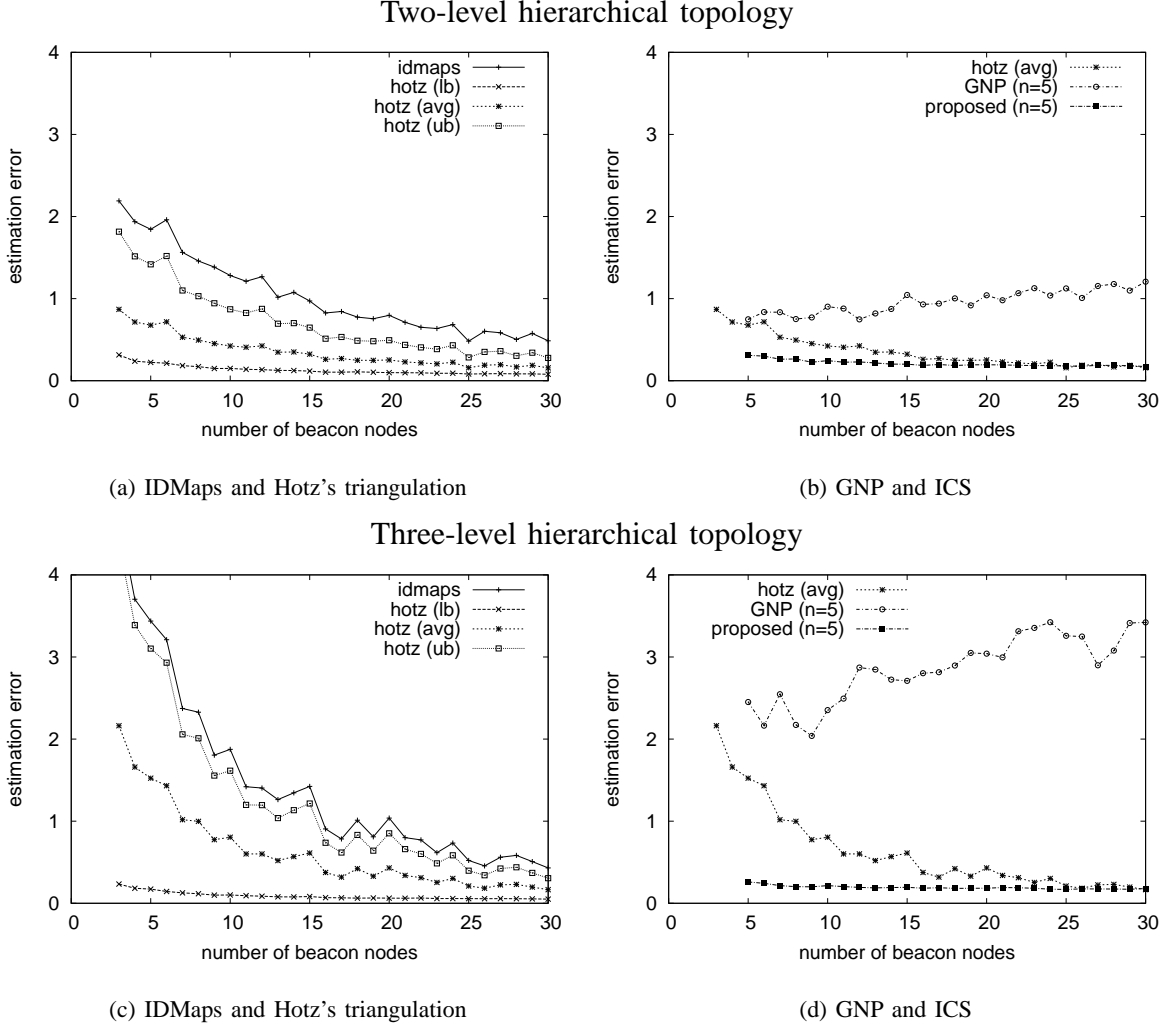 Two-level hierarchical topology
4
3
2
1
0
0 5 10 15 20 25 30
estimation error
number of beacon nodes
idmaps
hotz (lb)
hotz (avg)
hotz (ub)
(a) IDMaps and Hotz's triangulation
4
3
2
1
0
0 5 10 15 20 25 30
estimation error
number of beacon nodes
hotz (avg)
GNP (n=5)
proposed (n=5)
(b) GNP and ICS
Three-level hierarchical topology
4
3
2
1
0
0 5 10 15 20 25 30
estimation error
number of beacon nodes
idmaps
hotz (lb)
hotz (avg)
hotz (ub)
(c) IDMaps and Hotz's triangulation
4
3
2
1
0
0 5 10 15 20 25 30
estimation error
number of beacon nodes
hotz (avg)
GNP (n=5)
proposed (n=5)
(d) GNP and ICS